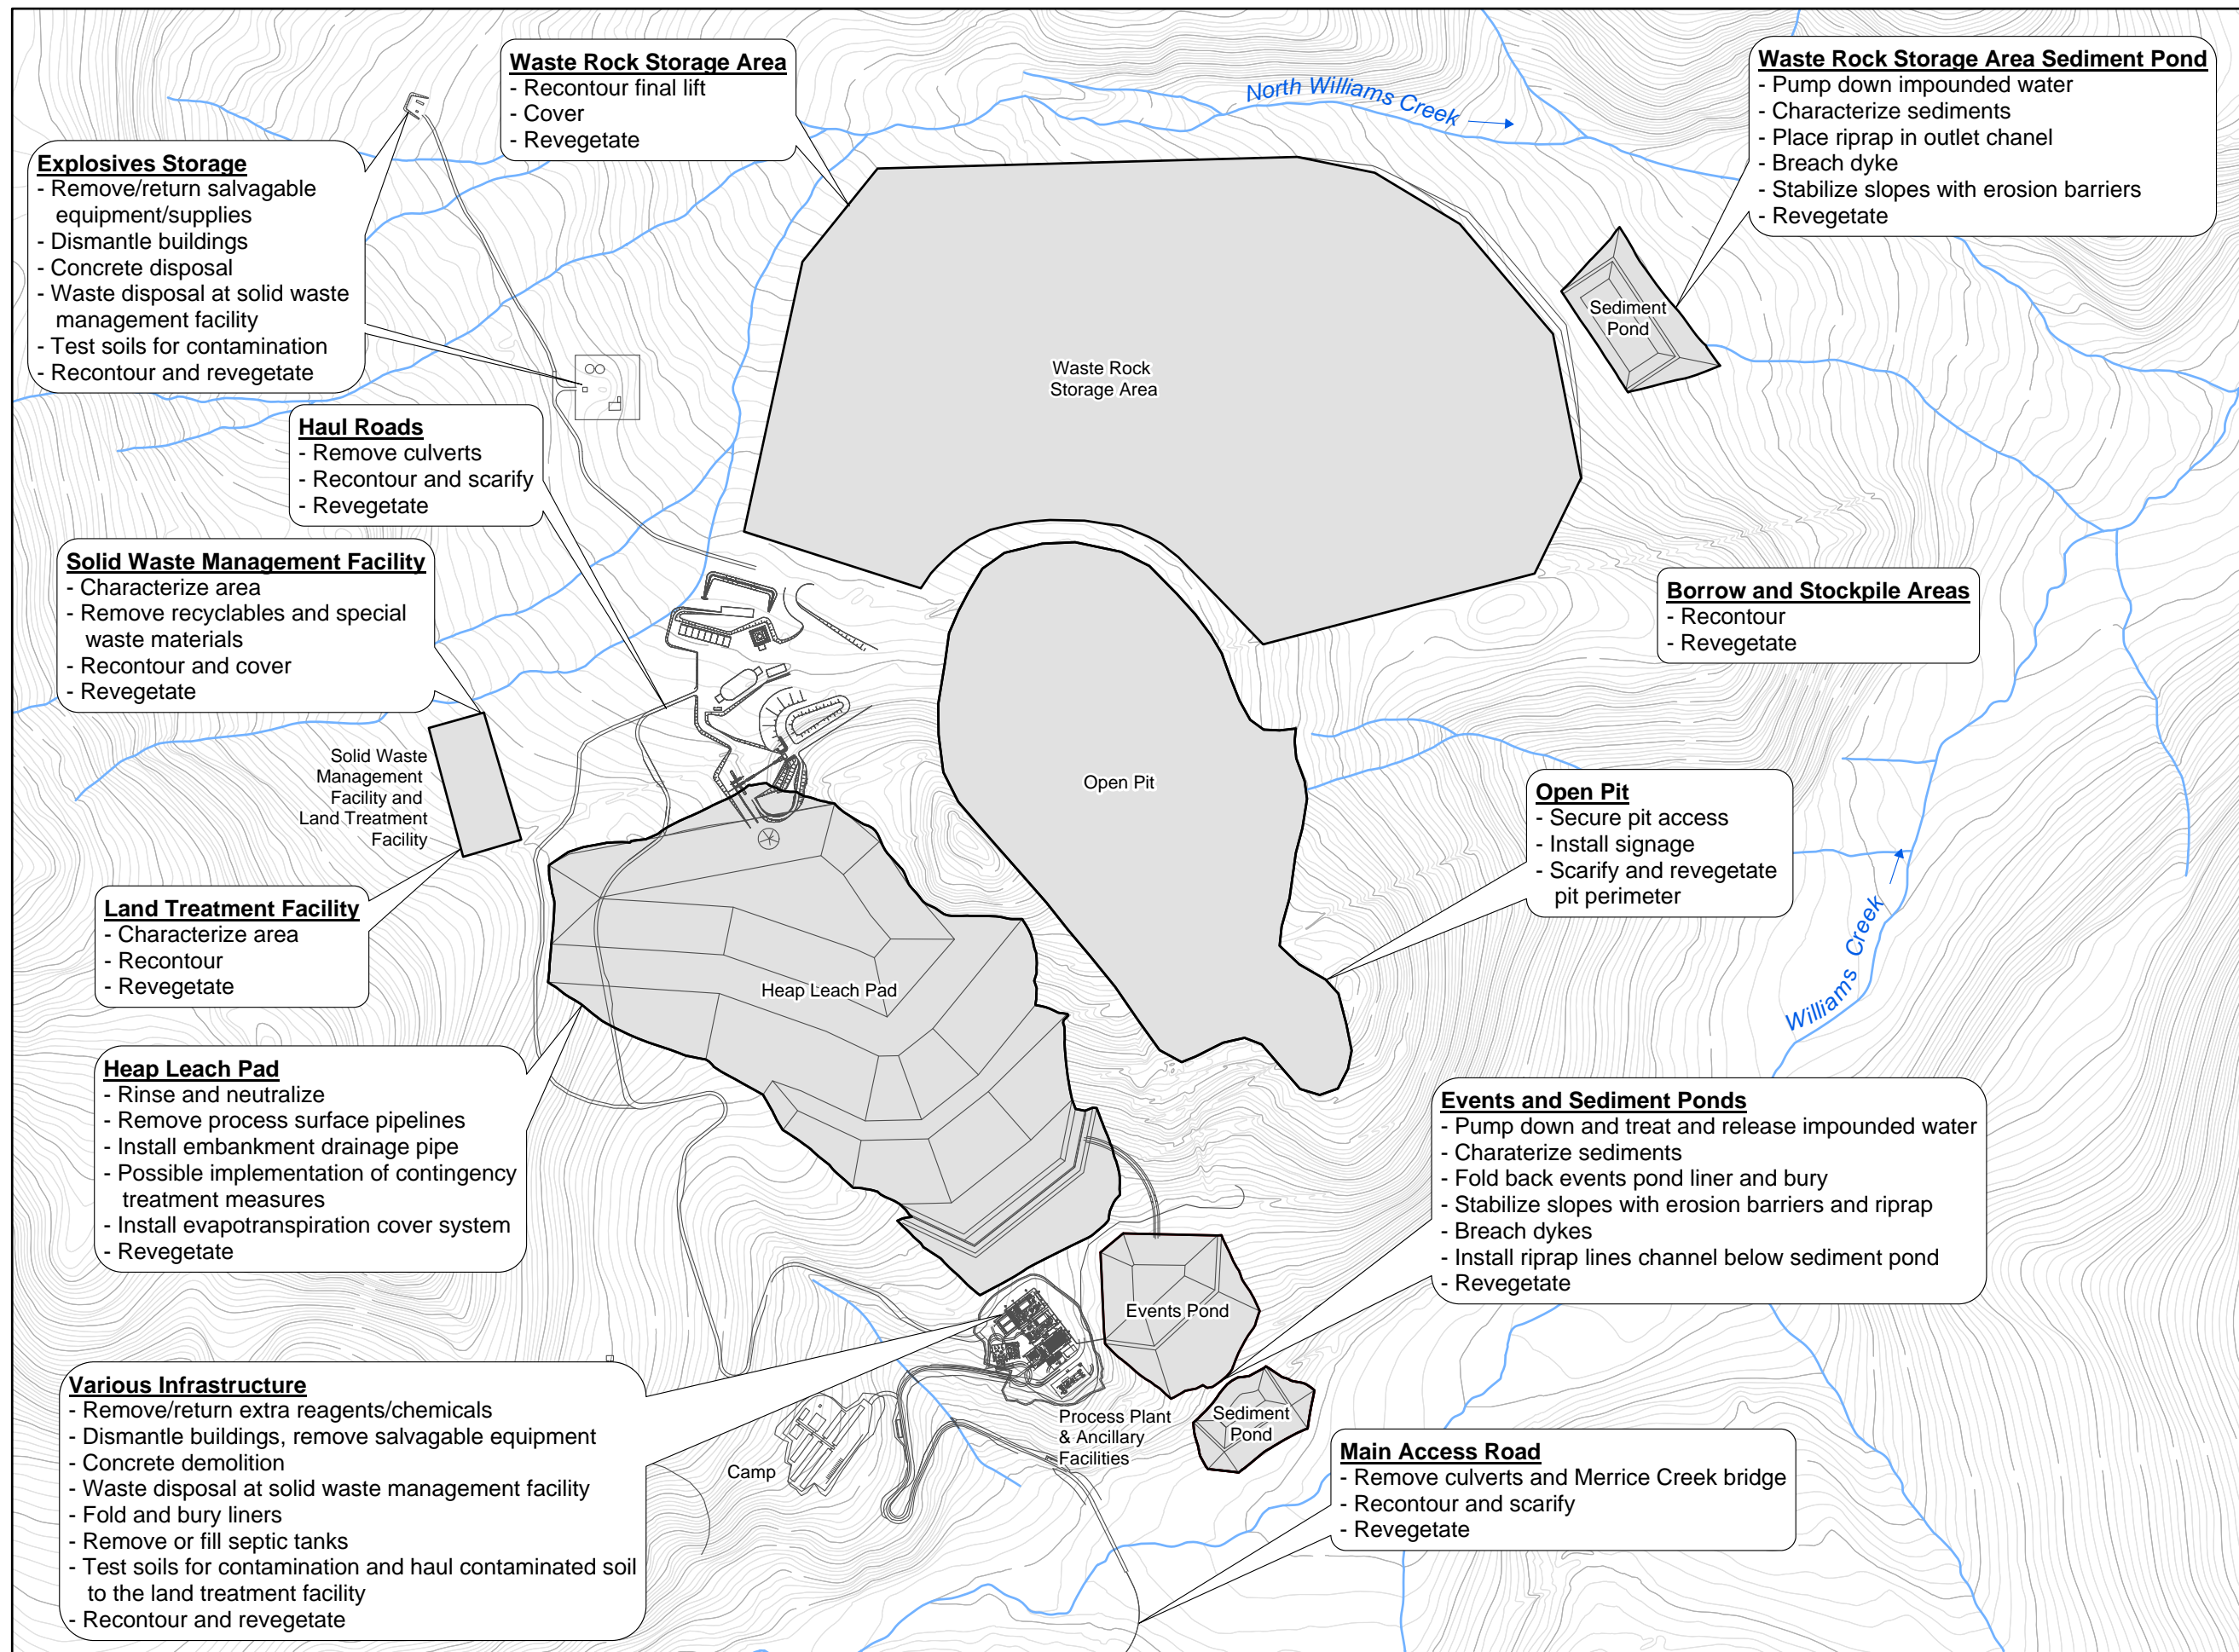 Waste Rock Storage Area
- Recontour final lift
- Cover
- Revegetate
North Williams Creek
Waste Rock Storage Area Sediment Pond
- Pump down impounded water
- Characterize sediments
- Place riprap in outlet chanel
- Breach dyke
- Stabilize slopes with erosion barriers
- Revegetate
Explosives Storage
- Remove/return salvagable
equipment/supplies
- Dismantle buildings
- Concrete disposal
- Waste disposal at solid waste
management facility
- Test soils for contamination
- Recontour and revegetate
Sediment
Pond
Waste Rock
Storage Area
Haul Roads
- Remove culverts
- Recontour and scarify
- Revegetate
Solid Waste Management Facility
- Characterize area
- Remove recyclables and special
waste materials
- Recontour and cover
- Revegetate
Borrow and Stockpile Areas
- Recontour
- Revegetate
Solid Waste
Management
Facility and
Land Treatment
Facility
Open Pit
Open Pit
- Secure pit access
- Install signage
- Scarify and revegetate
pit perimeter
Land Treatment Facility
- Characterize area
- Recontour
- Revegetate
Williams Creek
Heap Leach Pad
Heap Leach Pad
- Rinse and neutralize
- Remove process surface pipelines
- Install embankment drainage pipe
- Possible implementation of contingency
treatment measures
- Install evapotranspiration cover system
- Revegetate
Events and Sediment Ponds
- Pump down and treat and release impounded water
- Charaterize sediments
- Fold back events pond liner and bury
- Stabilize slopes with erosion barriers and riprap
- Breach dykes
- Install riprap lines channel below sediment pond
- Revegetate
Events Pond
Various Infrastructure
- Remove/return extra reagents/chemicals
- Dismantle buildings, remove salvagable equipment
- Concrete demolition
- Waste disposal at solid waste management facility
- Fold and bury liners
- Remove or fill septic tanks
- Test soils for contamination and haul contaminated soil
to the land treatment facility
- Recontour and revegetate
Camp
Process Plant
& Ancillary
Facilities
Sediment
Pond
Main Access Road
- Remove culverts and Merrice Creek bridge
- Recontour and scarify
- Revegetate